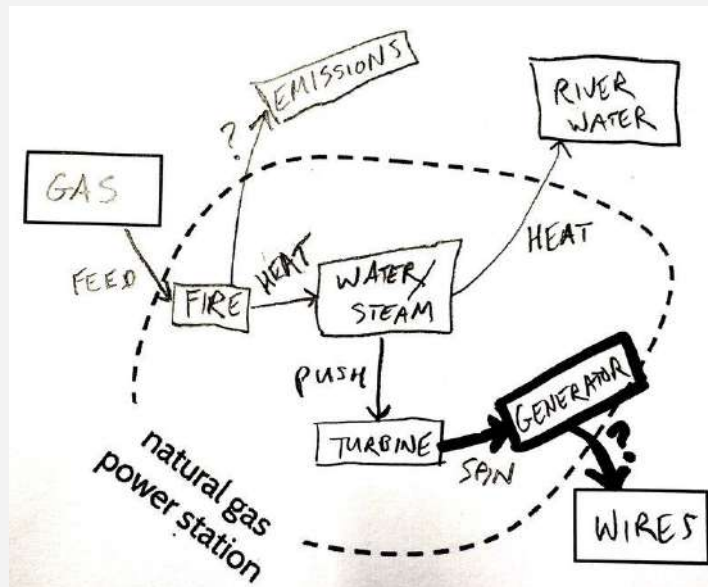 EMISSIONS
?
RIVER
WATER
GAS
FEED
FIRE
HEAT
WATER/
STEAM
HEAT
PUSH
TURBINE
SPIN
GENERATOR
?
WIRES
natural gas
power station